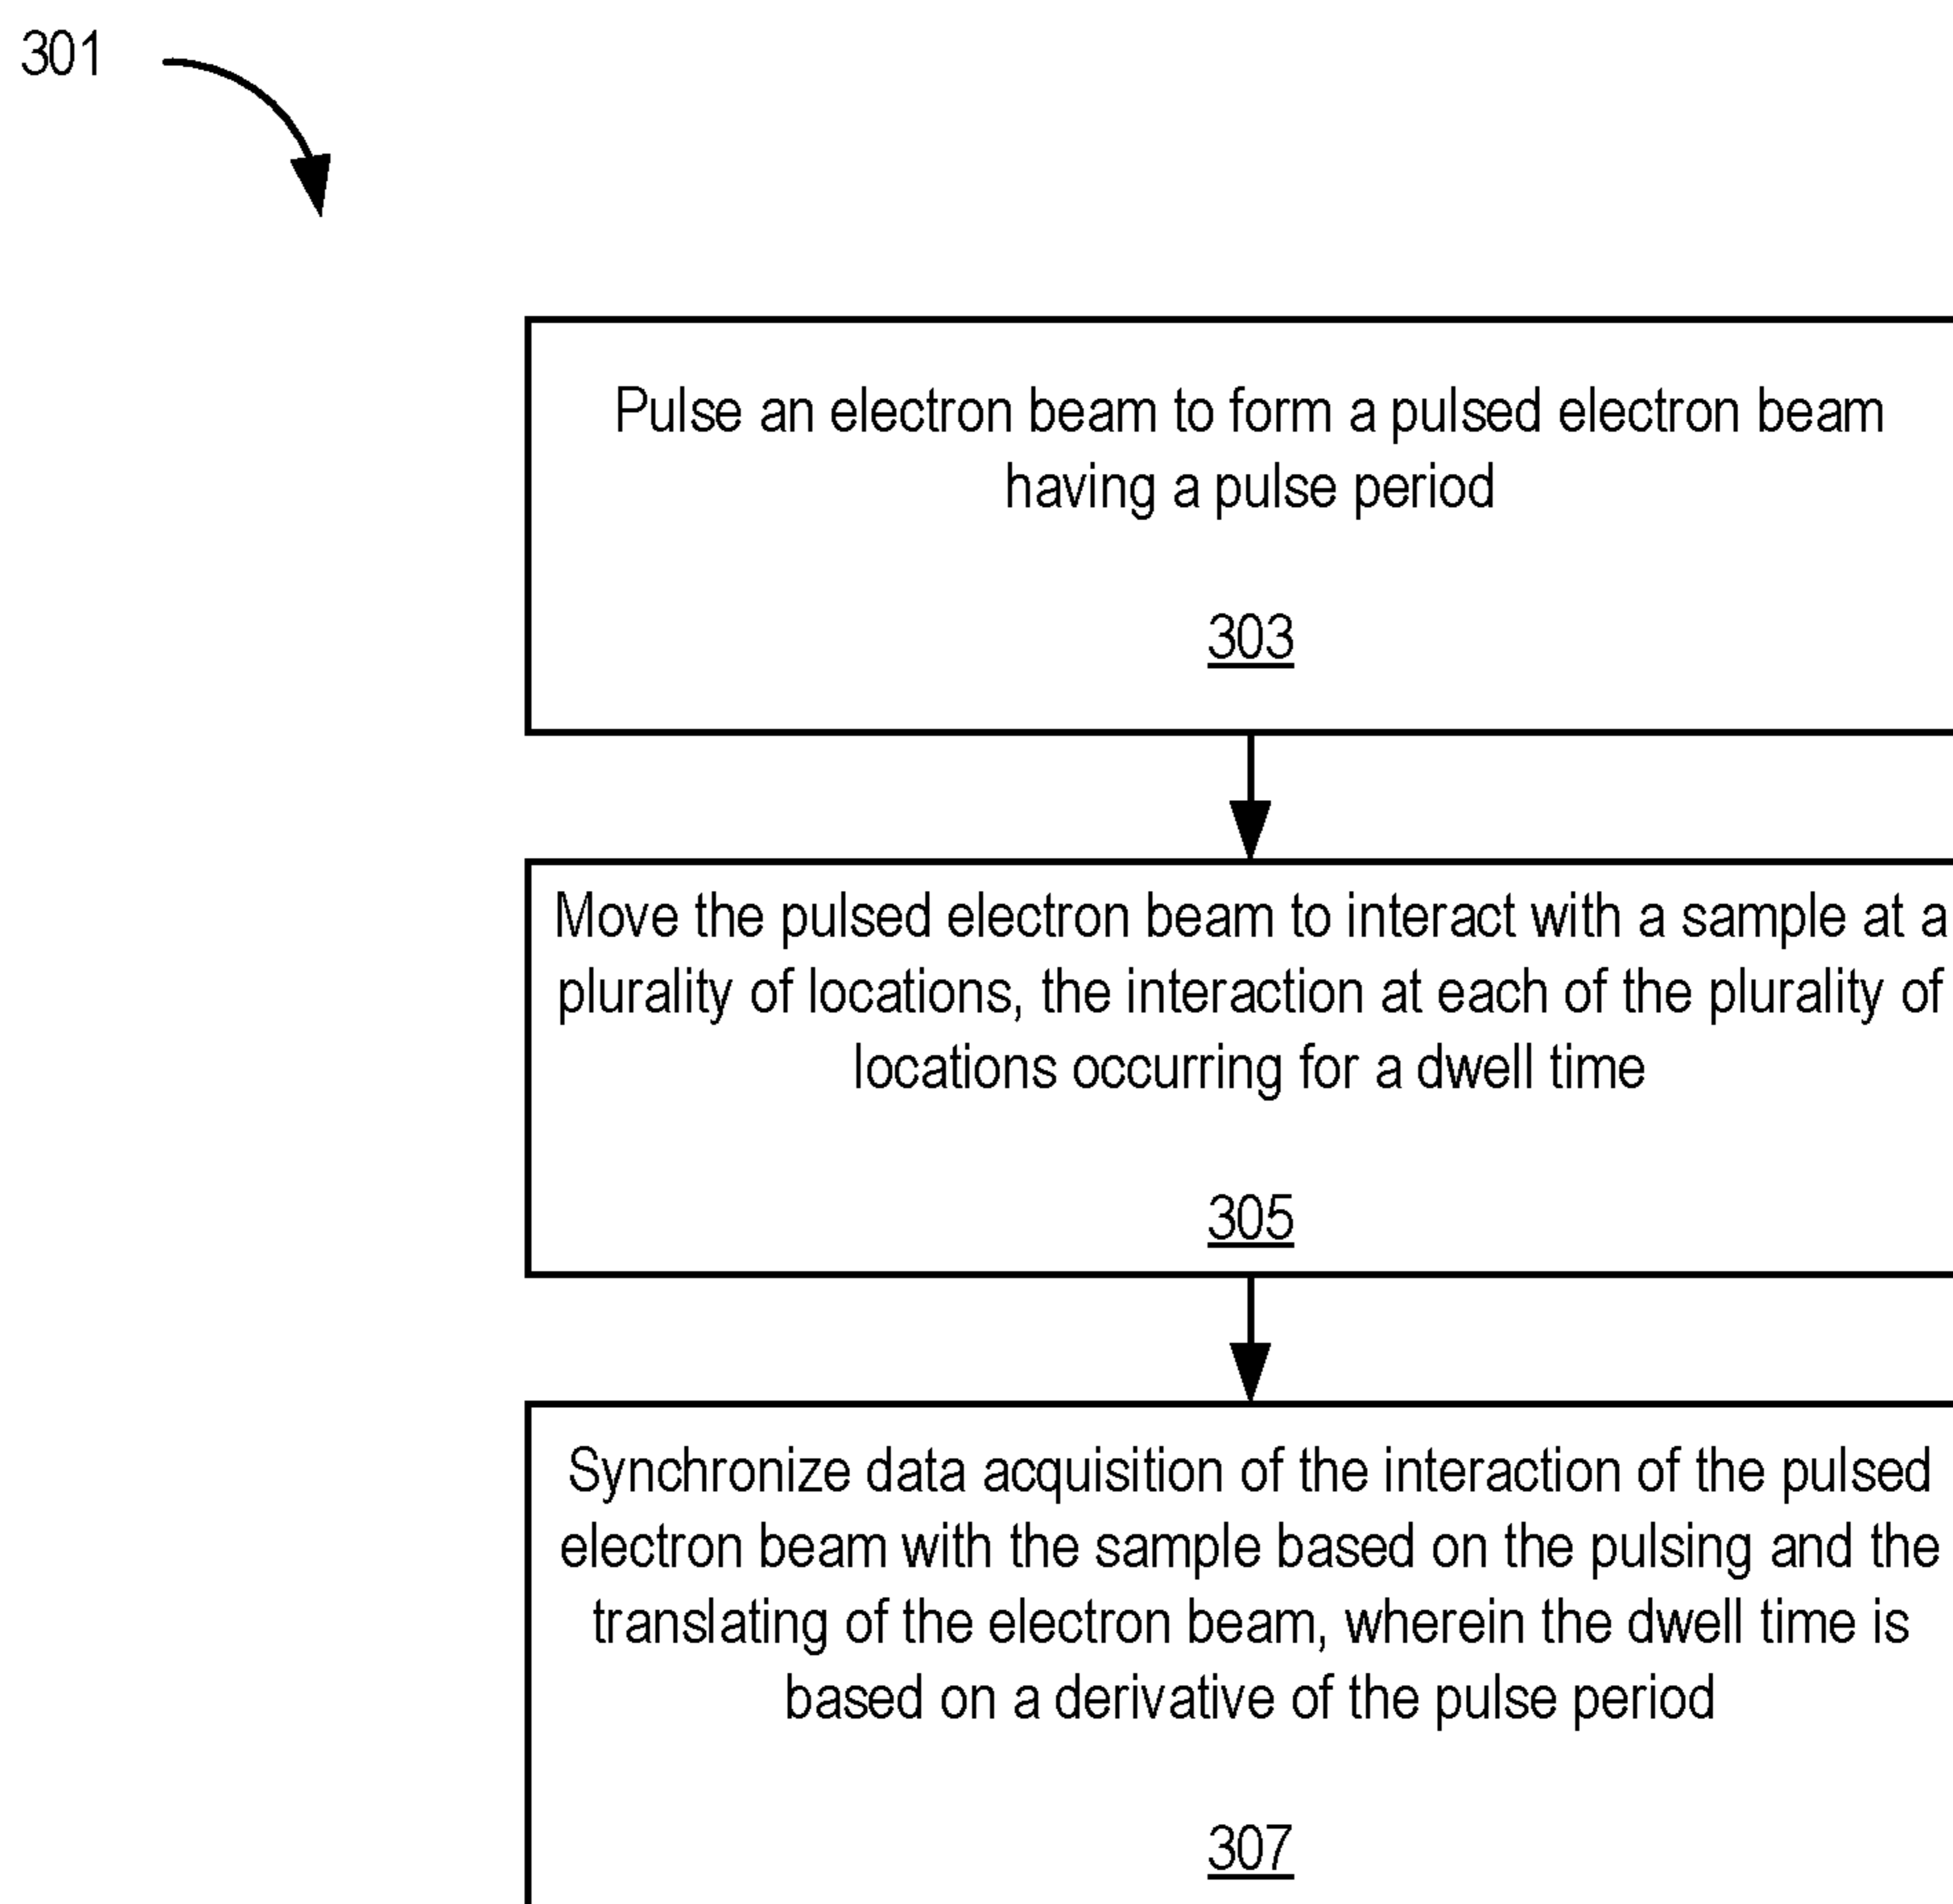 301
Pulse an electron beam to form a pulsed electron beam
having a pulse period
303
Move the pulsed electron beam to interact with a sample at a
plurality of locations, the interaction at each of the plurality of
locations occurring for a dwell time
305
Synchronize data acquisition of the interaction of the pulsed
electron beam with the sample based on the pulsing and the
translating of the electron beam, wherein the dwell time is
based on a derivative of the pulse period
307